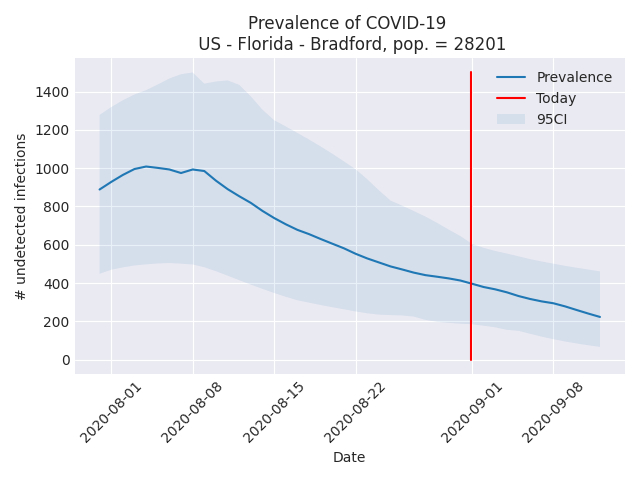 Prevalence of COVID-19
US - Florida - Bradford, pop. = 28201
Prevalence
Today
95CI
# undetected infections
1400
1200
1000
800
600
400
200
0
2020-08-01
2020-08-08
2020-08-15
2020-08-22
2020-09-01
2020-09-08
Date